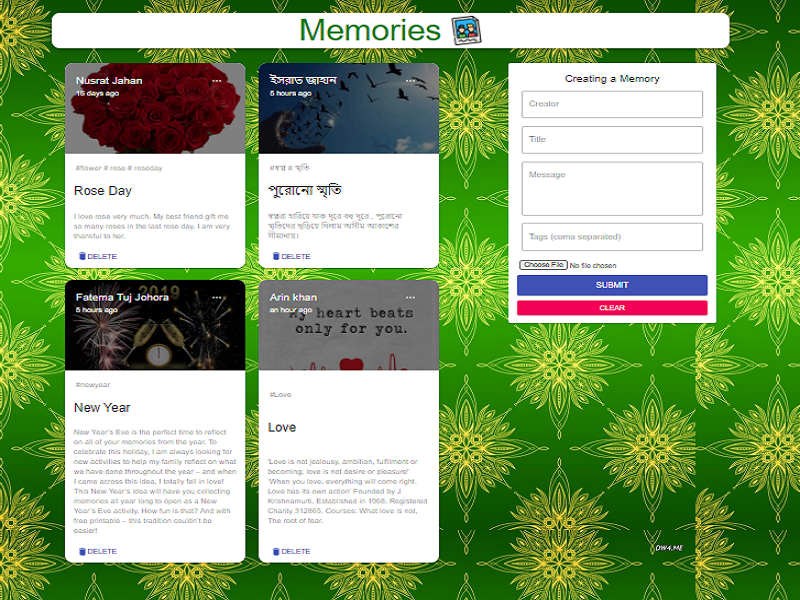 Memories
Nusrat Jahan
16 days ago
#flower # rose # roseday
Rose Day
I love rose very much. My best friend gift me
so many roses in the last rose day. I am very
thankful to her.
DELETE
ইসরাত জাহান
5 hours ago
#স্বপ্ন # স্মৃতি
পুরোনো স্মৃতি
স্বপ্নরা হারিয়ে যাক দূরে বহু দূরে , পুরোনো
স্মৃতিদের ছড়িয়ে দিলাম অসীম আকাশের
সীমানায়।
DELETE
Fatema Tuj Johora
5 hours ago
2019
#newyear
New Year
New Year's Eve is the perfect time to reflect
on all of your memories from the year. To
celebrate this holiday, I am always looking for
new activities to help my family reflect on what
we have done throughout the year – and when
I came across this idea, I totally fell in love!
This New Year's idea will have you collecting
memories all year long to open as a New
Year's Eve activity. How fun is that? And with
free printable – this tradition couldn't be
easier!
DELETE
Arin khan
an hour ago
My heart beats
only for you.
#Love
Love
'Love is not jealousy, ambition, fulfilment or
becoming; love is not desire or pleasure'
'When you love, everything will come right.
Love has its own action' Founded by J
Krishnamurti. Established in 1968. Registered
Charity 312865. Courses: What love is not,
The root of fear.
DELETE
Creating a Memory
Creator
Title
Message
Tags (coma separated)
Choose File No file chosen
SUBMIT
CLEAR
DW4.ME